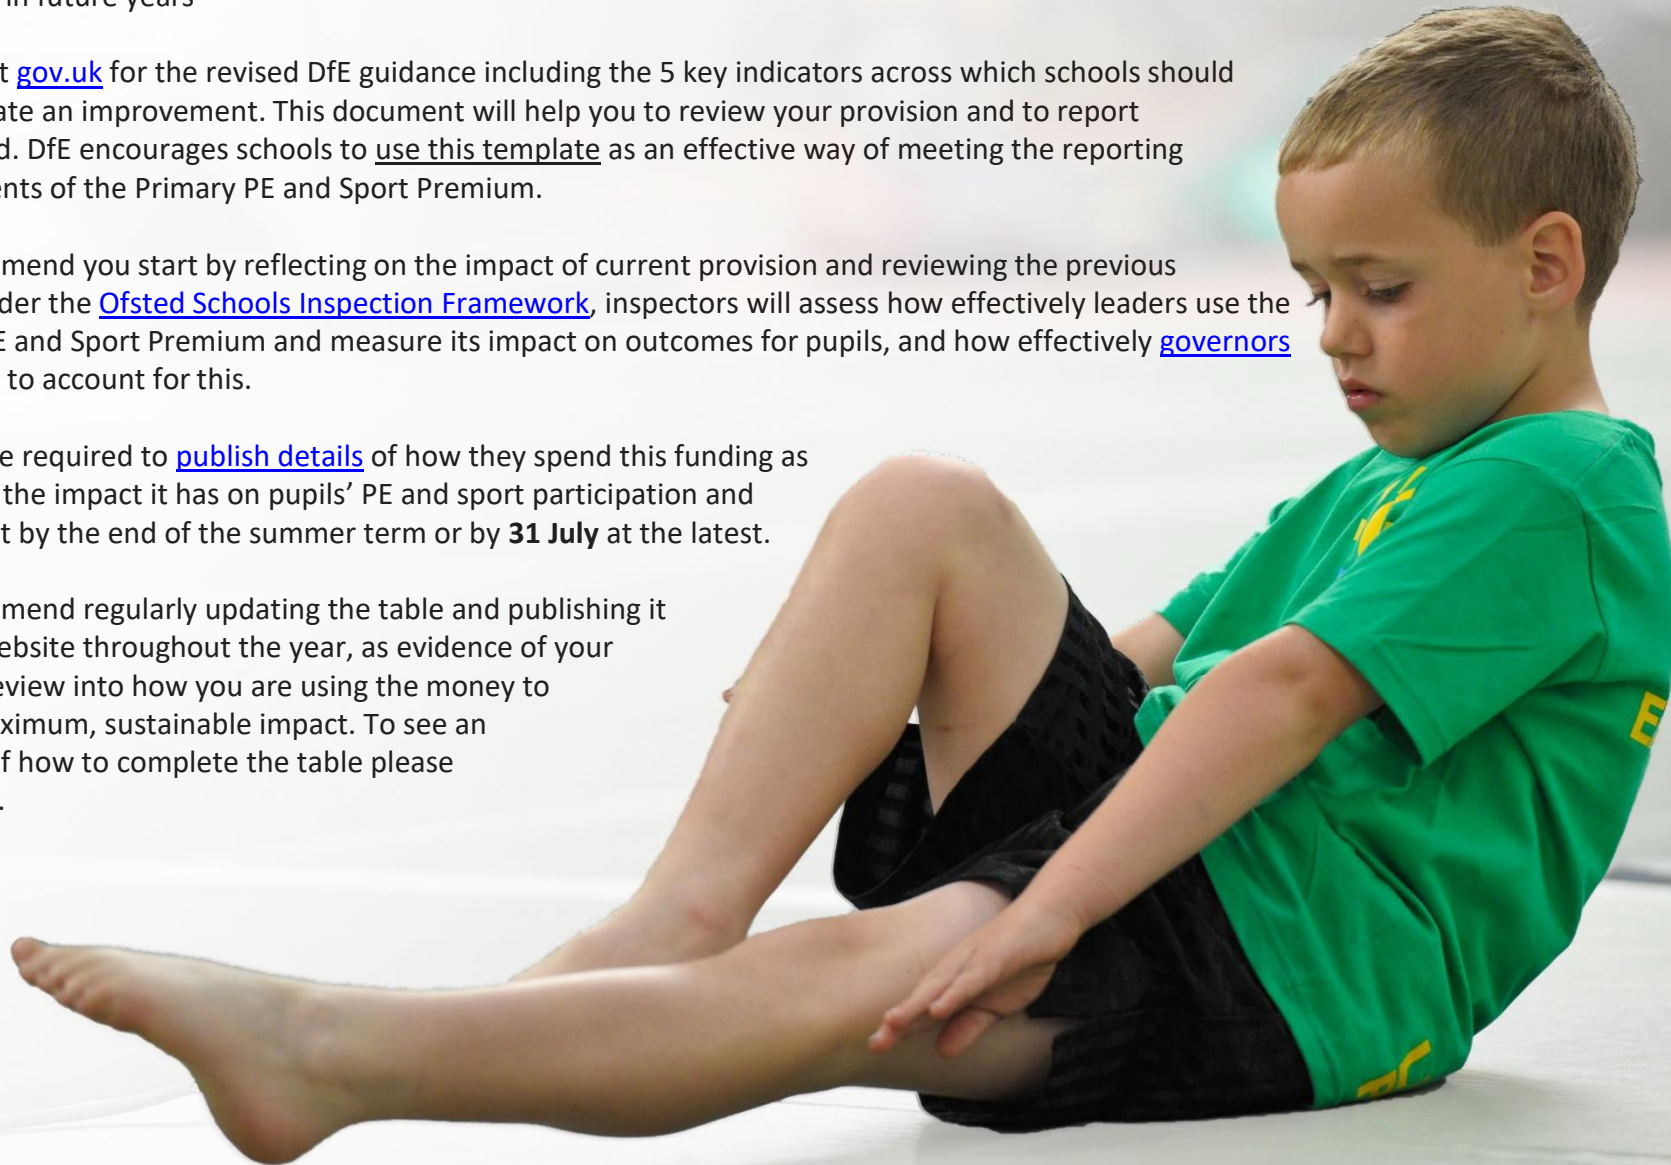 in future years
t gov.uk for the revised DfE guidance including the 5 key indicators across which schools should
ate an improvement. This document will help you to review your provision and to report
d. DfE encourages schools to use this template as an effective way of meeting the reporting
ents of the Primary PE and Sport Premium.
mend you start by reflecting on the impact of current provision and reviewing the previous
der the Ofsted Schools Inspection Framework, inspectors will assess how effectively leaders use the
E and Sport Premium and measure its impact on outcomes for pupils, and how effectively governors
to account for this.
e required to publish details of how they spend this funding as
the impact it has on pupils’ PE and sport participation and
t by the end of the summer term or by 31 July at the latest.
mend regularly updating the table and publishing it
ebsite throughout the year, as evidence of your
eview into how you are using the money to
aximum, sustainable impact. To see an
f how to complete the table please
.